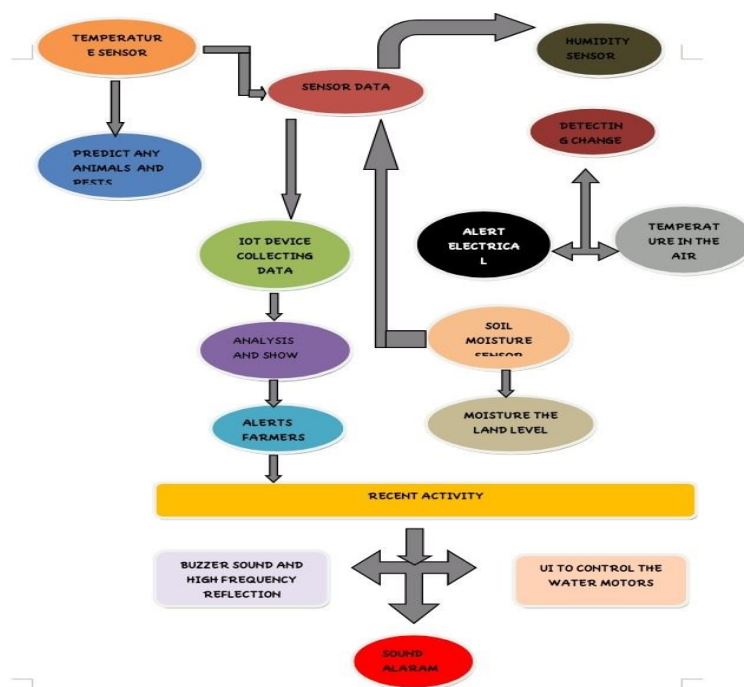 TEMPERATUR
E SENSOR
HUMIDITY
SENSOR
SENSOR DATA
DETECTIN
G CHANGE
PREDICT ANY
ANIMALS AND
PESTS
ALERT
ELECTRICA
L
TEMPERAT
URE IN THE
AIR
IOT DEVICE
COLLECTING
DATA
SOIL
MOISTURE
SENSOR
ANALYSIS
AND SHOW
MOISTURE THE
LAND LEVEL
ALERTS
FARMERS
RECENT ACTIVITY
BUZZER SOUND AND
HIGH FREQUENCY
REFLECTION
UI TO CONTROL THE
WATER MOTORS
SOUND
ALARAM